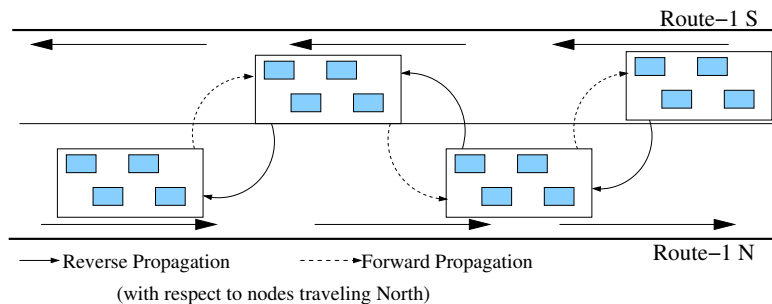 Route−1 S
Route−1 N
Reverse Propagation
Forward Propagation
(with respect to nodes traveling North)